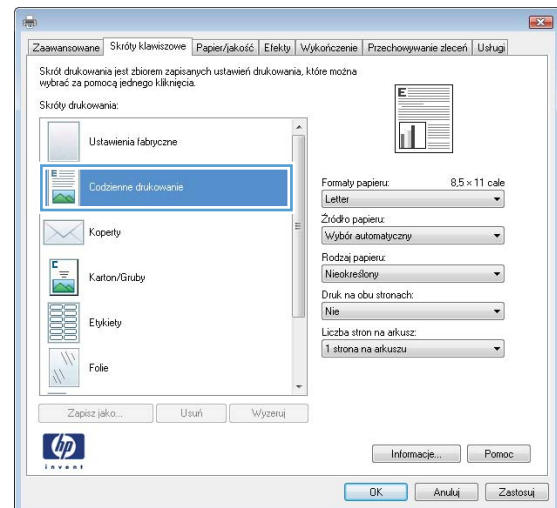 Zaawansowane Skróty klawiszowe Papier/jakość Efekty Wykończenie Przechowywanie zleceń Usługi
Skrót drukowania jest zbiorem zapisanych ustawień drukowania, które można
wybrać za pomocą jednego kliknięcia.
Skróty drukowania:
Ustawienia fabryczne
E
Codzienne drukowanie
Koperty
C
Karton/Gruby
Etykiety
Folie
Zapisz jako... Usuń Wyzeruj
E
Formaty papieru: 8,5 × 11 cale
Letter
Źródło papieru:
Wybór automatyczny
Rodzaj papieru:
Nieokreślony
Druk na obu stronach:
Nie
Liczba stron na arkusz:
1 strona na arkuszu
hp
invent
Informacje... Pomoc
OK Anuluj Zastosuj